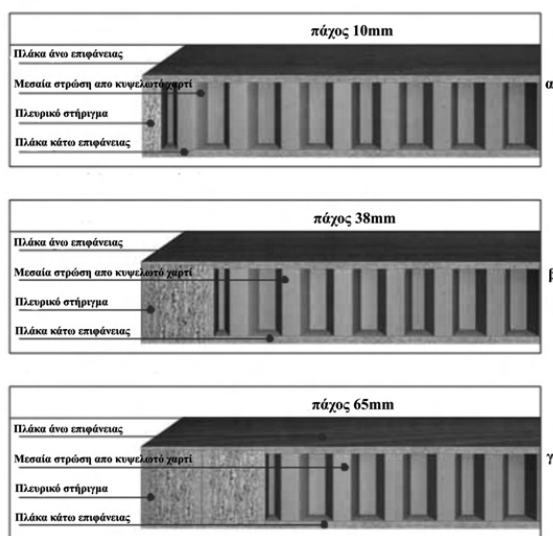 πάχος 10mm
Πλάκα άνω επιφάνειας
Μεσαία στρώση απο κυψελωτό χαρτί
α
Πλευρικό στήριγμα
Πλάκα κάτω επιφάνειας
πάχος 38mm
Πλάκα άνω επιφάνειας
Μεσαία στρώση απο κυψελωτό χαρτί
β
Πλευρικό στήριγμα
Πλάκα κάτω επιφάνειας
πάχος 65mm
Πλάκα άνω επιφάνειας
Μεσαία στρώση απο κυψελωτό χαρτί
γ
Πλευρικό στήριγμα
Πλάκα κάτω επιφάνειας